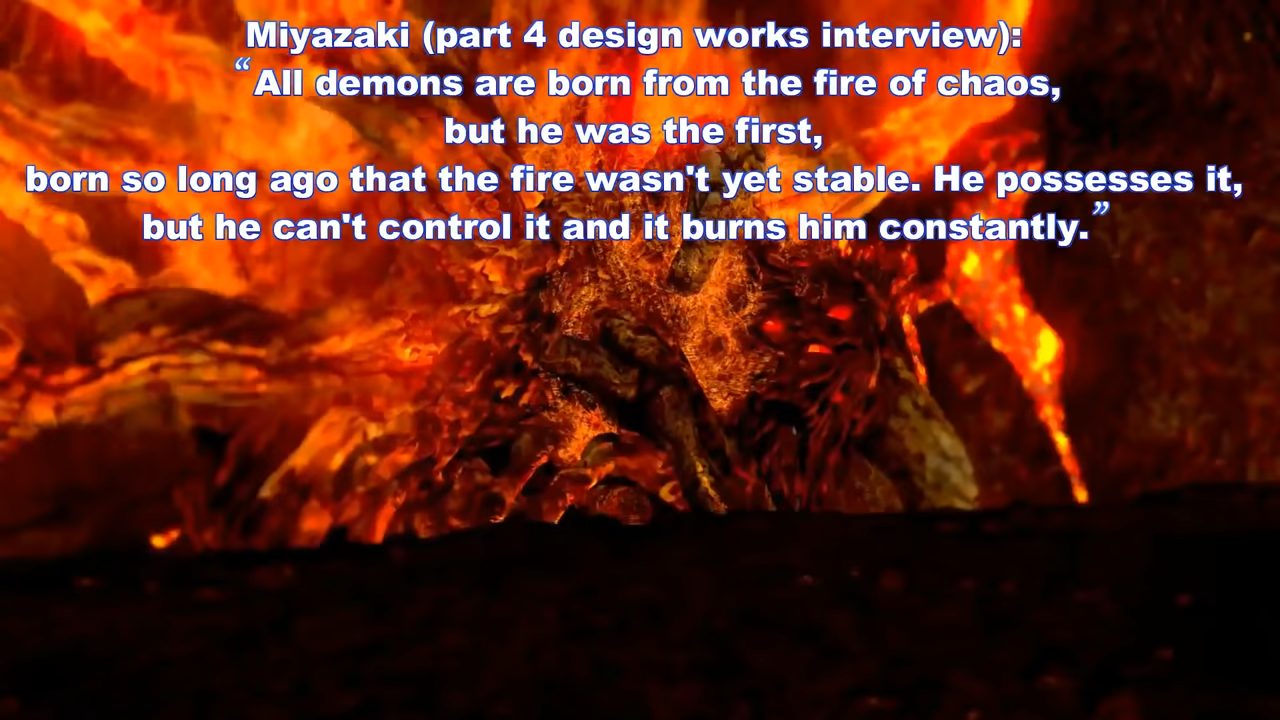 Miyazaki (part 4 design works interview):
“All demons are born from the fire of chaos,
but he was the first,
born so long ago that the fire wasn't yet stable. He possesses it,
but he can't control it and it burns him constantly.”